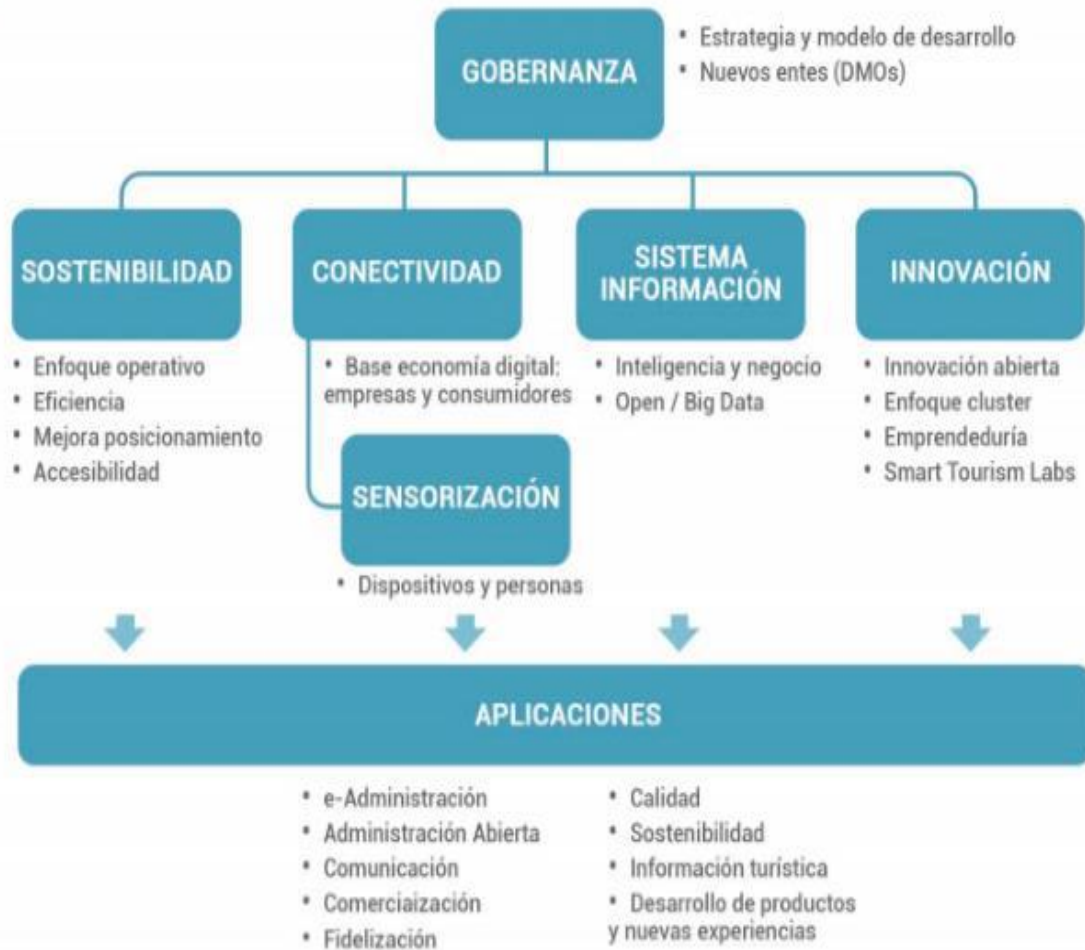 GOBERNANZA
• Estrategia y modelo de desarrollo
• Nuevos entes (DMOs)
SOSTENIBILIDAD
• Enfoque operativo
• Eficiencia
• Mejora posicionamiento
• Accesibilidad
CONECTIVIDAD
• Base economía digital:
empresas y consumidores
SENSORIZACIÓN
• Dispositivos y personas
SISTEMA
INFORMACIÓN
• Inteligencia y negocio
• Open / Big Data
INNOVACIÓN
• Innovación abierta
• Enfoque cluster
• Emprendeduría
• Smart Tourism Labs
APLICACIONES
• e-Administración
• Administración Abierta
• Comunicación
• Comerciaización
• Fidelización
• Calidad
• Sostenibilidad
• Información turística
• Desarrollo de productos
y nuevas experiencias